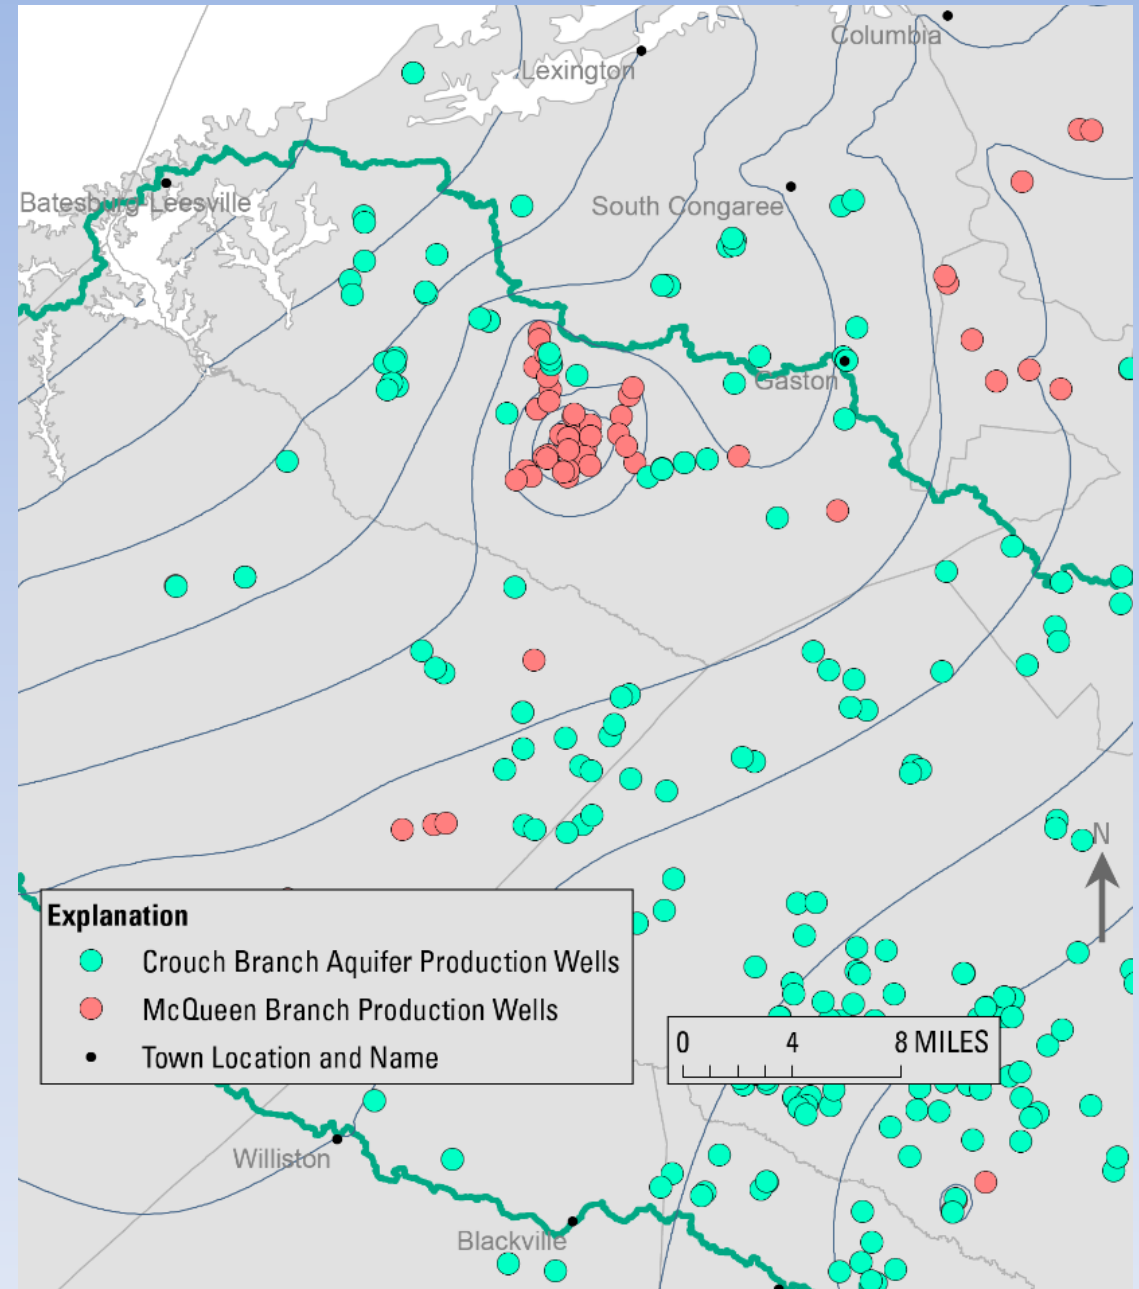 Columbia
Lexington
Batesburg-Leesville
South Congaree
Gaston
N
Explanation
Crouch Branch Aquifer Production Wells
McQueen Branch Production Wells
Town Location and Name
0 4 8 MILES
Williston
Blackville